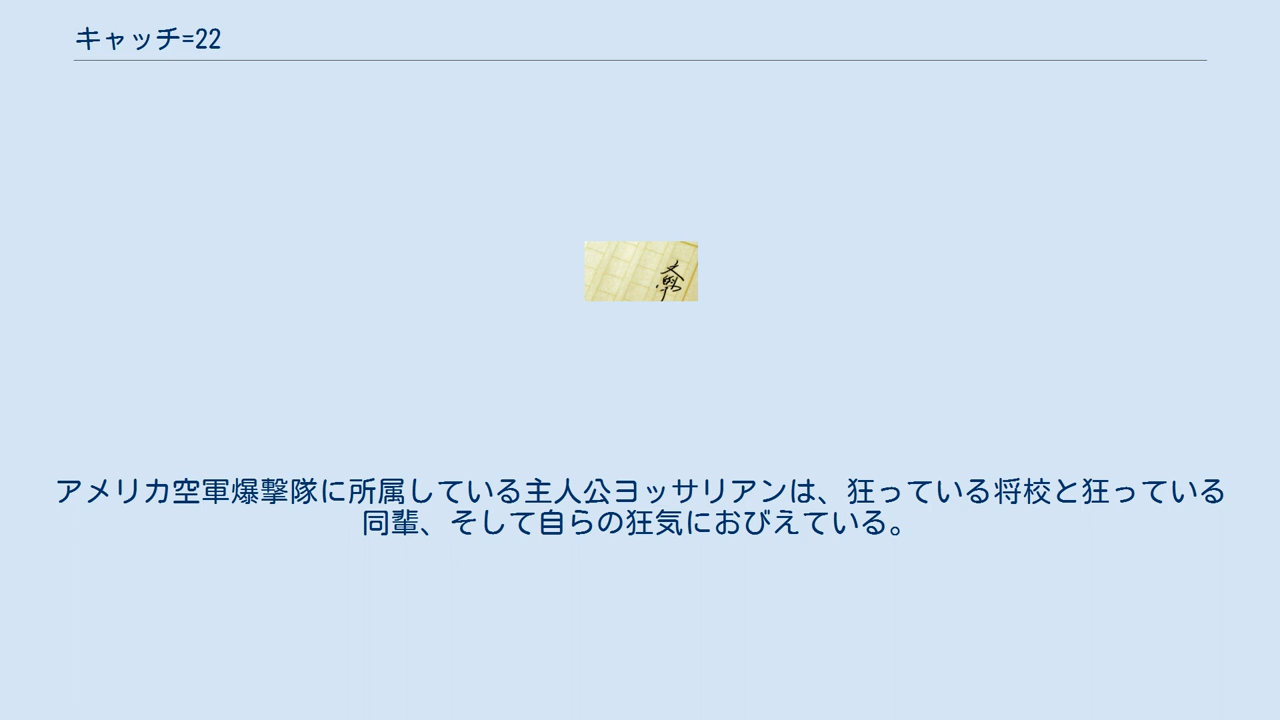 キャッチ=22
アメリカ空軍爆撃隊に所属している主人公ヨッサリアンは、狂っている将校と狂っている
同輩、そして自らの狂気におびえている。